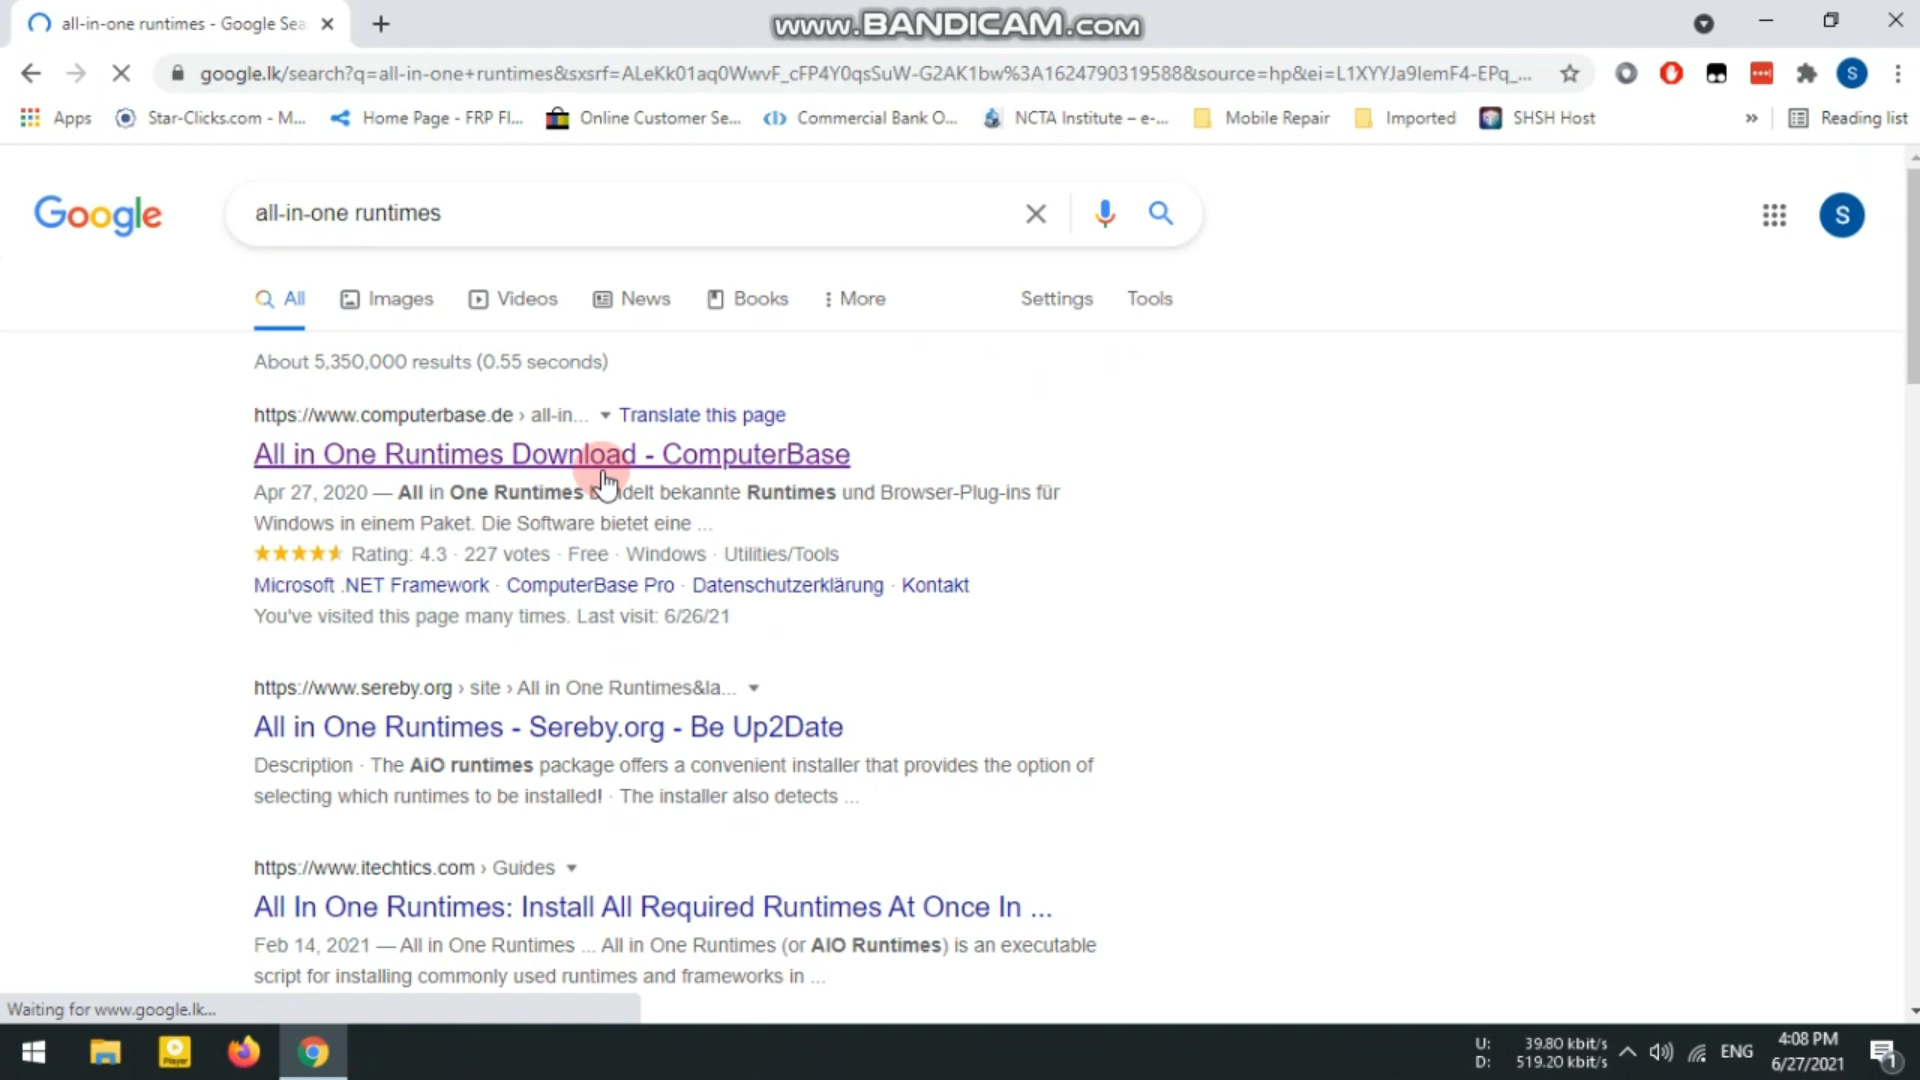 all-in-one runtimes - Google Sea
www.BANDICAM.com
google.lk/search?q=all-in-one+runtimes&sxsrf=ALeKk01aq0WwvF_cFP4Y0qsSuW-G2AK1bw%3A1624790319588&source=hp&ei=L1XYYJa9IemF4-EPq_...
S
Apps
Star-Clicks.com - M...
Home Page - FRP Fl...
Online Customer Se...
Commercial Bank O...
NCTA Institute – e-...
Mobile Repair
Imported
SHSH Host
»
Reading list
Google
all-in-one runtimes
S
All
Images
Videos
News
Books
More
Settings
Tools
About 5,350,000 results (0.55 seconds)
https://www.computerbase.de › all-in... Translate this page
All in One Runtimes Download - ComputerBase
Apr 27, 2020 — All in One Runtimes bündelt bekannte Runtimes und Browser-Plug-ins für
Windows in einem Paket. Die Software bietet eine ...
Rating: 4.3 · 227 votes · Free · Windows · Utilities/Tools
Microsoft .NET Framework · ComputerBase Pro · Datenschutzerklärung · Kontakt
You've visited this page many times. Last visit: 6/26/21
https://www.sereby.org › site › All in One Runtimes&la...
All in One Runtimes - Sereby.org - Be Up2Date
Description · The AiO runtimes package offers a convenient installer that provides the option of
selecting which runtimes to be installed! · The installer also detects ...
https://www.itechtics.com › Guides
All In One Runtimes: Install All Required Runtimes At Once In ...
Feb 14, 2021 — All in One Runtimes ... All in One Runtimes (or AIO Runtimes) is an executable
script for installing commonly used runtimes and frameworks in ...
Waiting for www.google.lk...
Player
U: 39.80 kbit/s
D: 519.20 kbit/s
ENG
4:08 PM
6/27/2021
1